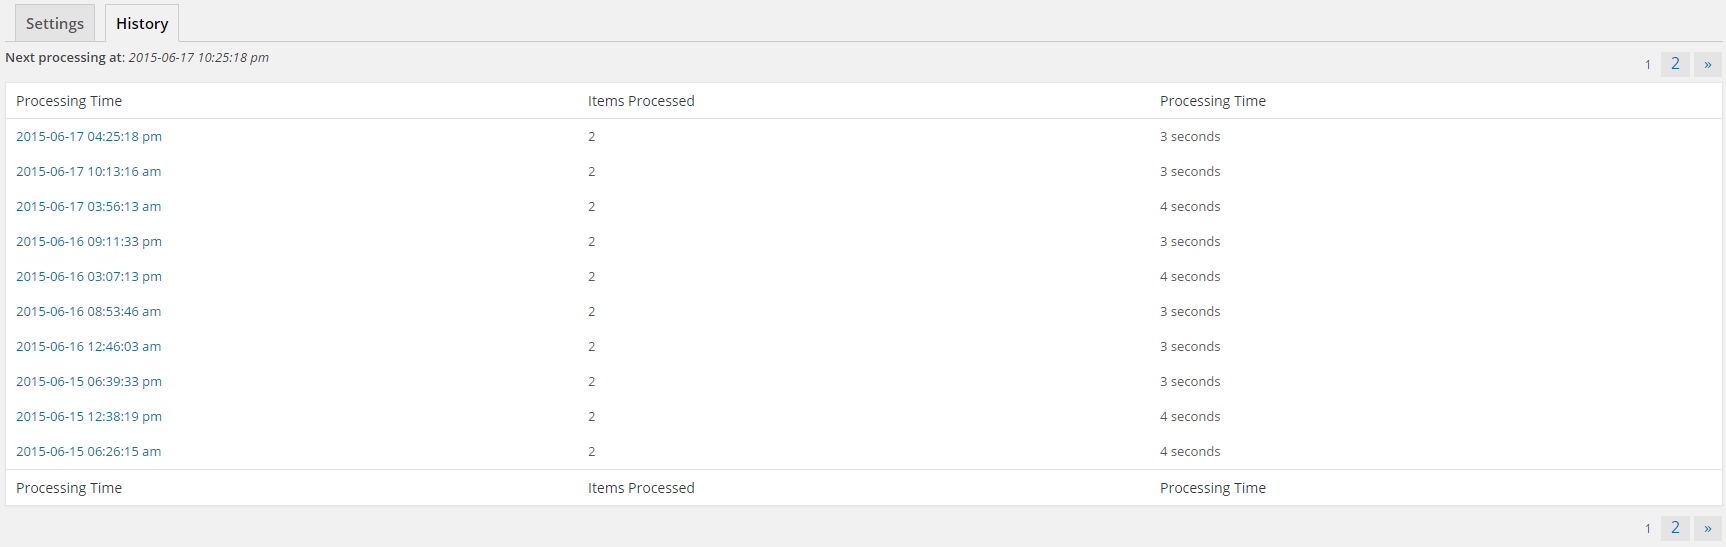 Settings History
Next processing at: 2015-06-17 10:25:18 pm
1 2 »
Processing Time Items Processed Processing Time
2015-06-17 04:25:18 pm 2 3 seconds
2015-06-17 10:13:16 am 2 3 seconds
2015-06-17 03:56:13 am 2 4 seconds
2015-06-16 09:11:33 pm 2 3 seconds
2015-06-16 03:07:13 pm 2 4 seconds
2015-06-16 08:53:46 am 2 3 seconds
2015-06-16 12:46:03 am 2 3 seconds
2015-06-15 06:39:33 pm 2 3 seconds
2015-06-15 12:38:19 pm 2 4 seconds
2015-06-15 06:26:15 am 2 4 seconds
Processing Time Items Processed Processing Time
1 2 »